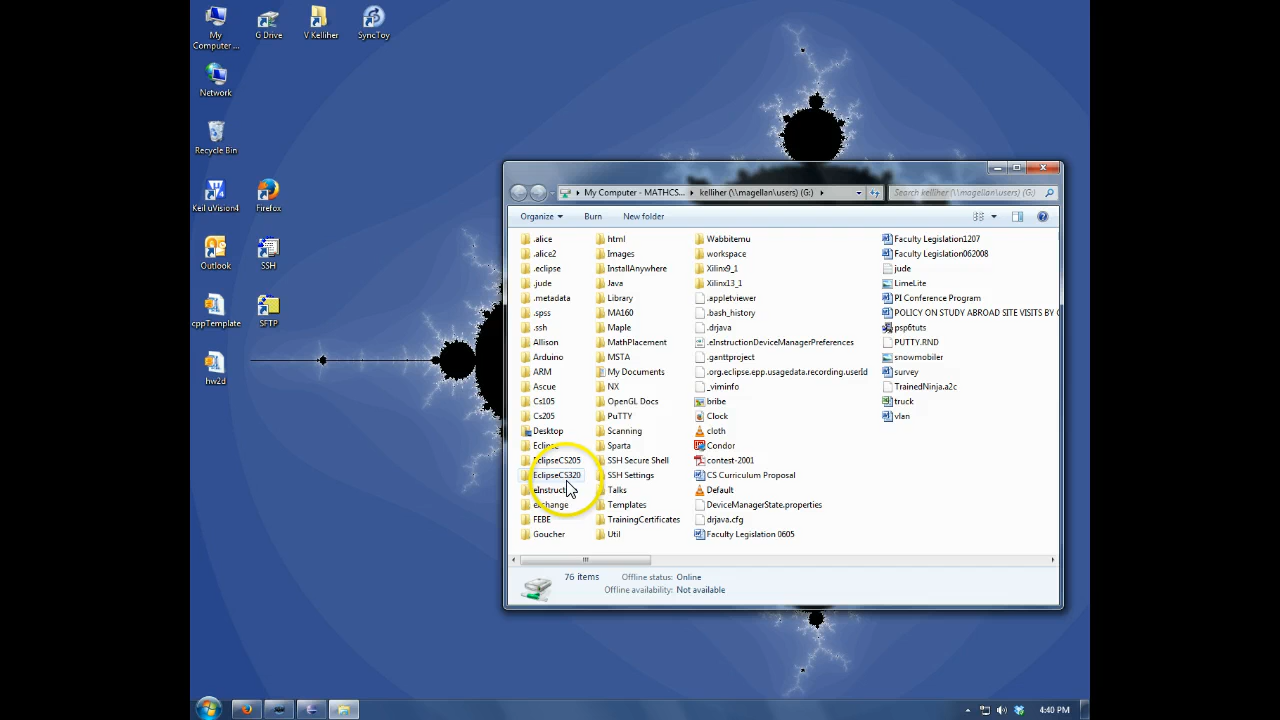 My Computer ...
G Drive
V Kelliher
SyncToy
Network
Recycle Bin
Keil uVision4
Firefox
Outlook
SSH
cppTemplate
SFTP
hw2d
My Computer - MATHCS... ▸ kelliher (\\magellan\users) (G:) ▸
Search kelliher (\\magellan\users) (G:)
Organize
Burn
New folder
.alice
.alice2
.eclipse
.jude
.metadata
.spss
.ssh
Allison
Arduino
ARM
Ascue
Cs105
Cs205
Desktop
Eclipse
EclipseCS205
EclipseCS320
exchange
FEBE
Goucher
html
Images
InstallAnywhere
Java
Library
MA160
Maple
MathPlacement
MSTA
My Documents
NX
OpenGL Docs
PuTTY
Scanning
Sparta
SSH Secure Shell
SSH Settings
Talks
Templates
TrainingCertificates
Util
Wabbitemu
workspace
Xilinx9_1
Xilinx13_1
.appletviewer
.bash_history
.drjava
.eInstructionDeviceManagerPreferences
.ganttproject
.org.eclipse.epp.usagedata.recording.userId
_viminfo
bribe
Clock
cloth
Condor
contest-2001
CS Curriculum Proposal
Default
DeviceManagerState.properties
drjava.cfg
Faculty Legislation 0605
Faculty Legislation1207
Faculty Legislation062008
jude
LimeLite
PI Conference Program
POLICY ON STUDY ABROAD SITE VISITS BY
psp6tuts
PUTTY.RND
snowmobiler
survey
TrainedNinja.a2c
truck
vlan
76 items
Offline status: Online
Offline availability: Not available
4:40 PM